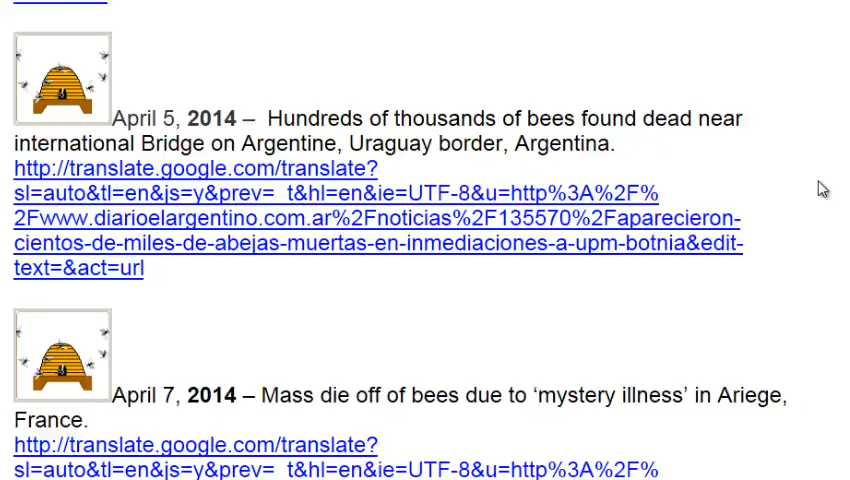 April 5, 2014 –  Hundreds of thousands of bees found dead near
international Bridge on Argentine, Uraguay border, Argentina.
http://translate.google.com/translate?
sl=auto&tl=en&js=y&prev=_t&hl=en&ie=UTF-8&u=http%3A%2F%
2Fwww.diarioelargentino.com.ar%2Fnoticias%2F135570%2Faparecieron-
cientos-de-miles-de-abejas-muertas-en-inmediaciones-a-upm-botnia&edit-
text=&act=url
April 7, 2014 – Mass die off of bees due to ‘mystery illness’ in Ariege,
France.
http://translate.google.com/translate?
sl=auto&tl=en&js=y&prev=_t&hl=en&ie=UTF-8&u=http%3A%2F%